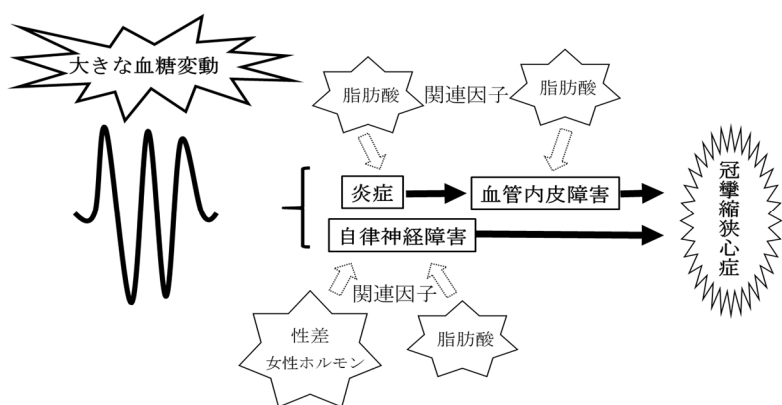 大きな血糖変動
脂肪酸
関連因子
脂肪酸
炎症
血管内皮障害
自律神経障害
冠攣縮狭心症
関連因子
性差
女性ホルモン
脂肪酸